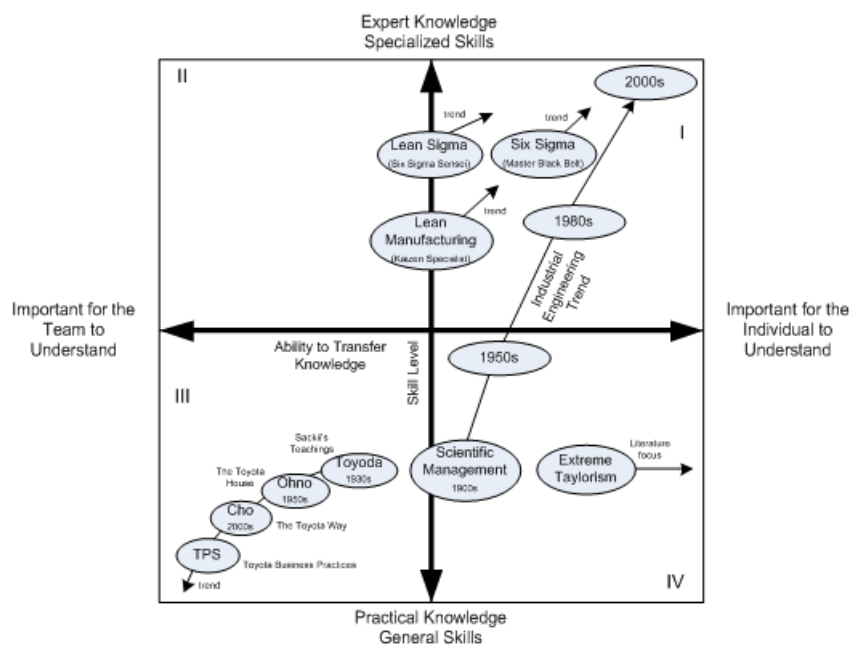 Expert Knowledge
Specialized Skills
II
2000s
I
trend
trend
Lean Sigma
(Six Sigma Sensei)
Six Sigma
(Master Black Belt)
trend
Lean
Manufacturing
(Kaizen Specialist)
1980s
Industrial
Engineering
Trend
Important for the
Team to
Understand
Important for the
Individual to
Understand
Ability to Transfer
Knowledge
Skill Level
1950s
III
Sackii's
Teachings
Toyoda
1930s
The Toyota
House
Ohno
1950s
Cho
2000s
The Toyota Way
TPS
Toyota Business Practices
trend
Scientific
Management
1900s
Extreme
Taylorism
Literature
focus
IV
Practical Knowledge
General Skills